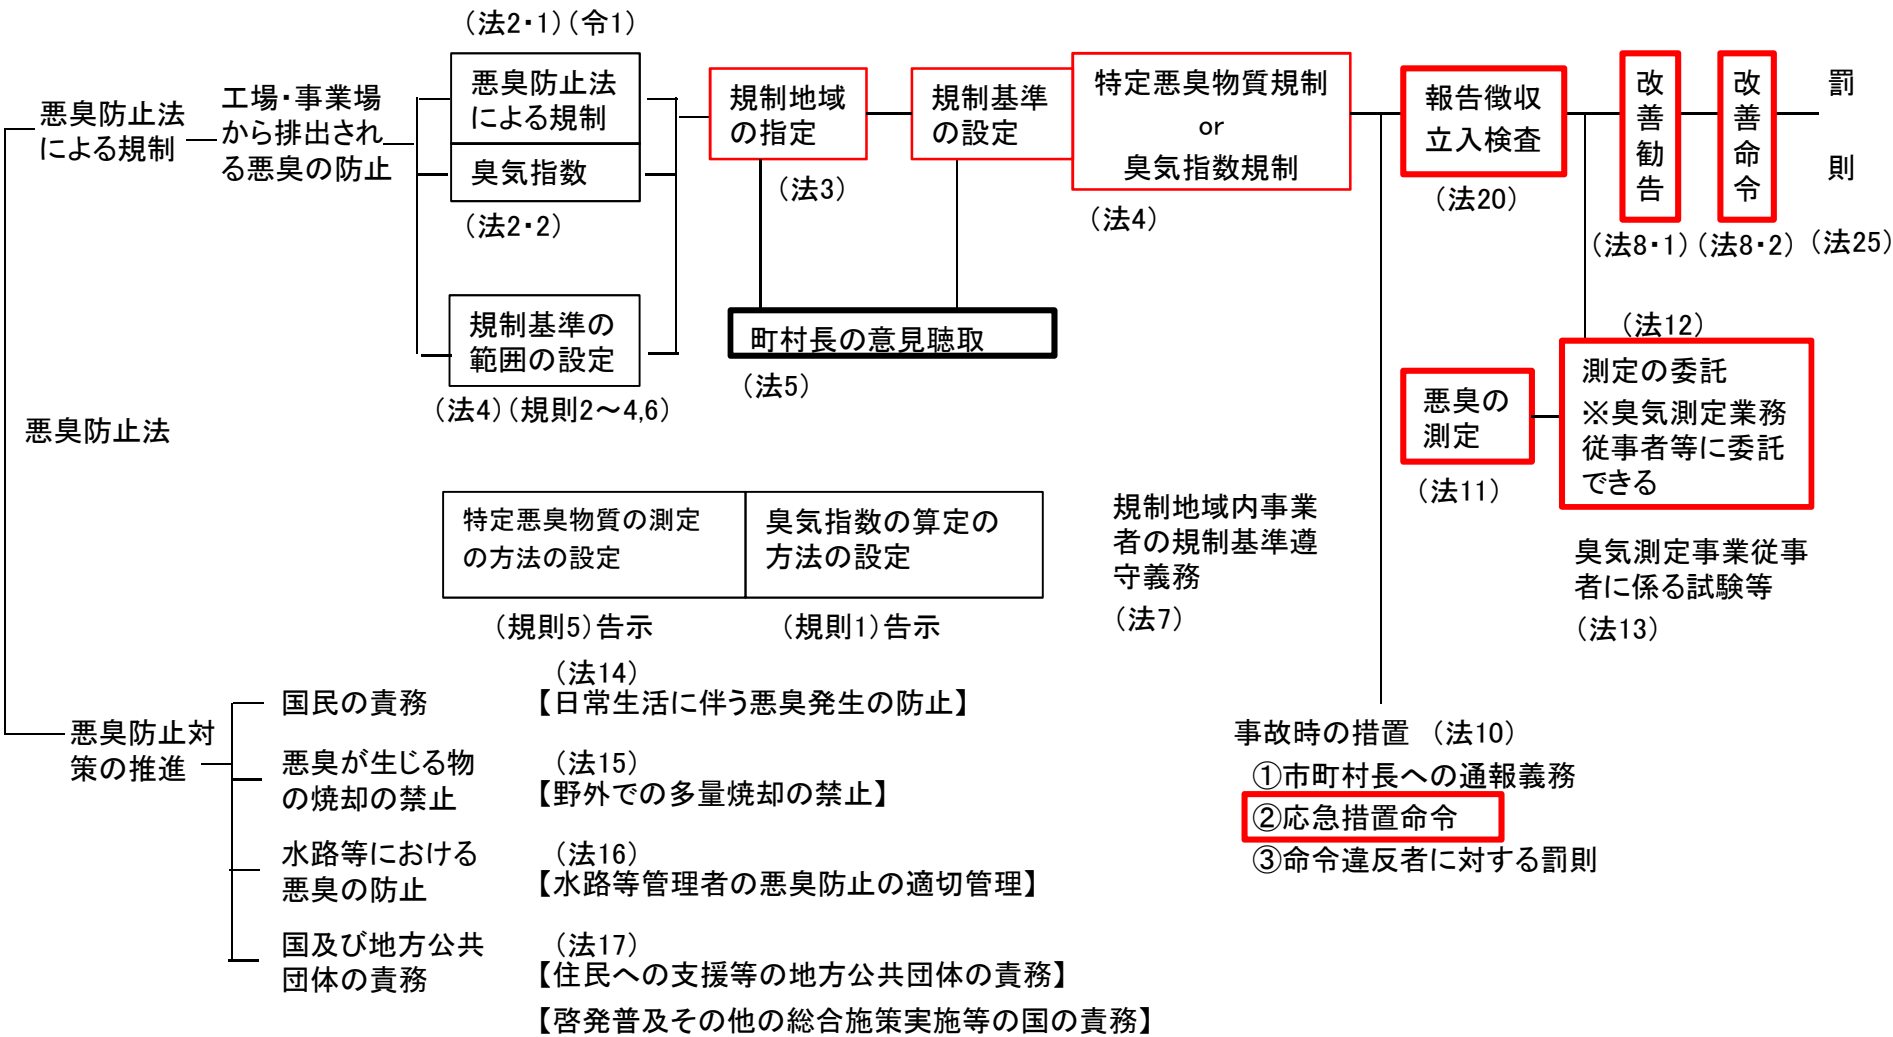 (法2・1)(令1)
悪臭防止法
による規制
工場・事業場
から排出され
る悪臭の防止
悪臭防止法
による規制
臭気指数
(法2・2)
規制基準の
範囲の設定
(法4)(規則2～4,6)
規制地域
の指定
(法3)
規制基準
の設定
特定悪臭物質規制
or
臭気指数規制
(法4)
町村長の意見聴取
(法5)
報告徴収
立入検査
(法20)
改善勧告
(法8・1)
改善命令
(法8・2)
罰則
(法25)
悪臭の
測定
(法11)
(法12)
測定の委託
※臭気測定業務
従事者等に委託
できる
臭気測定事業従事
者に係る試験等
(法13)
悪臭防止法
特定悪臭物質の測定
の方法の設定
(規則5)告示
臭気指数の算定の
方法の設定
(規則1)告示
規制地域内事業
者の規制基準遵
守義務
(法7)
事故時の措置 (法10)
①市町村長への通報義務
②応急措置命令
③命令違反者に対する罰則
悪臭防止対
策の推進
国民の責務
(法14)
【日常生活に伴う悪臭発生の防止】
悪臭が生じる物
の焼却の禁止
(法15)
【野外での多量焼却の禁止】
水路等における
悪臭の防止
(法16)
【水路等管理者の悪臭防止の適切管理】
国及び地方公共
団体の責務
(法17)
【住民への支援等の地方公共団体の責務】
【啓発普及その他の総合施策実施等の国の責務】